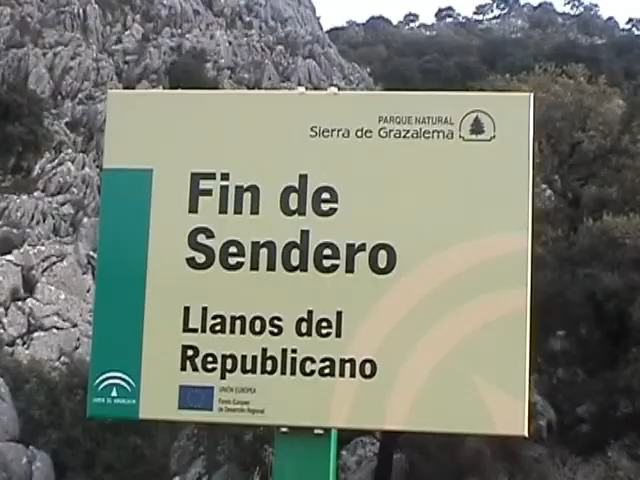 PARQUE NATURAL
Sierra de Grazalema
Fin de
Sendero
Llanos del
Republicano
UNIÓN EUROPEA
Fondo Europeo
de Desarrollo Regional
JUNTA DE ANDALUCIA